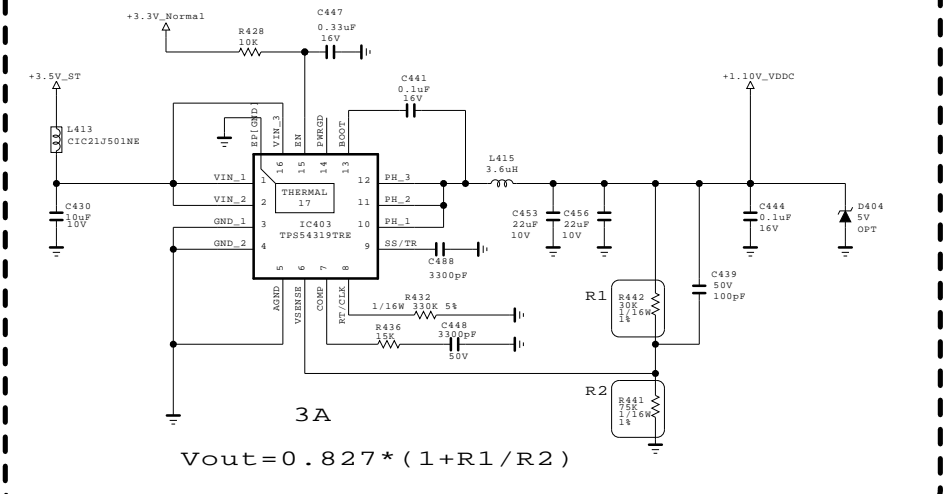 +3.3V_Normal
C447
0.33uF
16V
R428
10K
+3.5V_ST
C441
0.1uF
16V
+1.10V_VDDC
L413
CIC21J501NE
EP[GND]
VIN_3
EN
PWRGD
BOOT
16
15
14
13
L415
3.6uH
VIN_1
1
THERMAL
17
12
PH_3
VIN_2
2
11
PH_2
GND_1
3
IC403
TPS54319TRE
10
PH_1
GND_2
4
9
SS/TR
C430
10uF
10V
C453
22uF
10V
C456
22uF
10V
C444
0.1uF
16V
D404
5V
OPT
C488
3300pF
5
6
7
8
AGND
VSENSE
COMP
RT/CLK
R432
1/16W 330K 5%
R436
15K
C448
3300pF
50V
C439
50V
100pF
R1
R442
30K
1/16W
1%
R2
R441
75K
1/16W
1%
3A
Vout=0.827*(1+R1/R2)